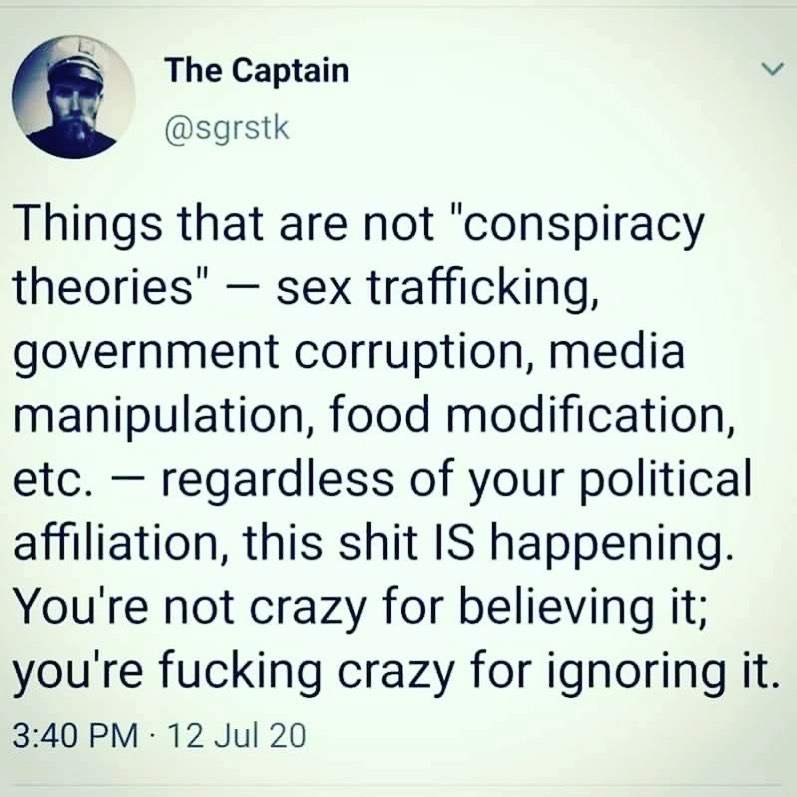 The Captain
@sgrstk
Things that are not "conspiracy
theories" — sex trafficking,
government corruption, media
manipulation, food modification,
etc. — regardless of your political
affiliation, this shit IS happening.
You're not crazy for believing it;
you're fucking crazy for ignoring it.
3:40 PM · 12 Jul 20